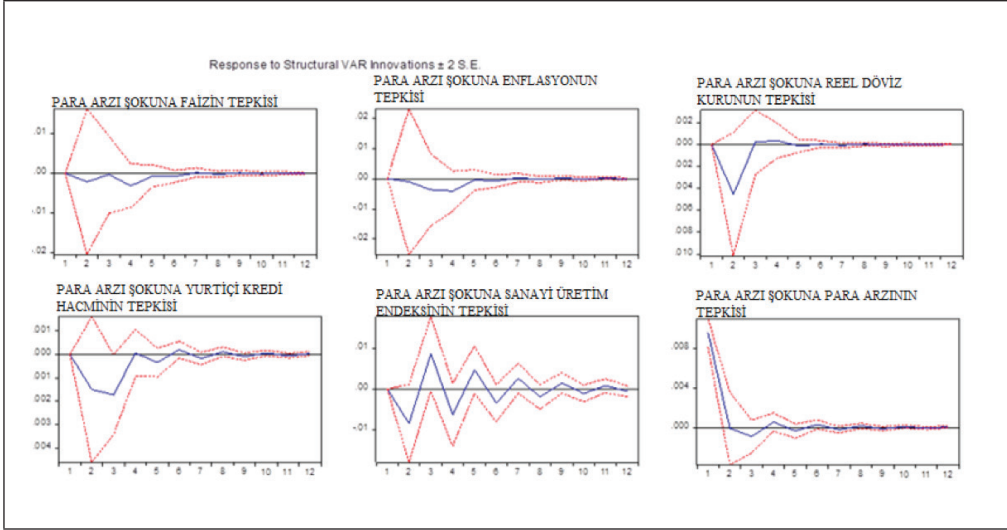 Response to Structural VAR Innovations ± 2 S.E.
PARA ARZI ŞOKUNA FAİZİN TEPKİSİ
.01
.00
-.01
-.02
1 2 3 4 5 6 7 8 9 10 11 12
PARA ARZI ŞOKUNA ENFLASYONUN
TEPKİSİ
.02
.01
.00
-.01
-.02
1 2 3 4 5 6 7 8 9 10 11 12
PARA ARZI ŞOKUNA REEL DÖVİZ
KURUNUN TEPKİSİ
.002
.000
.002
.004
.006
.008
.010
1 2 3 4 5 6 7 8 9 10 11 12
PARA ARZI ŞOKUNA YURTİÇİ KREDİ
HACMİNİN TEPKİSİ
.001
.000
.001
.002
.003
.004
1 2 3 4 5 6 7 8 9 10 11 12
PARA ARZI ŞOKUNA SANAYİ ÜRETİM
ENDEKSİNİN TEPKİSİ
.01
.00
-.01
1 2 3 4 5 6 7 8 9 10 11 12
PARA ARZI ŞOKUNA PARA ARZININ
TEPKİSİ
.008
.004
.000
1 2 3 4 5 6 7 8 9 10 11 12